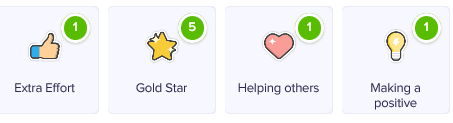 1 5 1 1
Extra Effort Gold Star Helping others Making a
positive